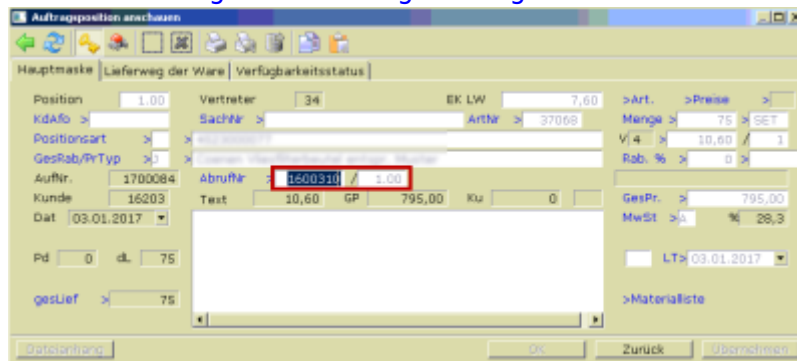 Auftragsposition anschauen
Hauptmaske Lieferweg der Ware Verfügbarkeitsstatus
Position 1.00 Vertreter 34 EK LW 7,60 >Art. >Preise >
KdAfo > SachNr > ArtNr > 37068 Menge > 75 > SET
Positionsart > > V 4 > 10,60 / 1
GesRab/PrTyp > > Rab. % > 0 >
AufNr. 1700084 AbrufNr > 1600310 / 1.00
Kunde 16203 Text 10,60 GP 795,00 Ku 0 GesPr. > 795,00
Dat 03.01.2017 MwSt >A % 28,3
Pd 0 dL 75 LT> 03.01.2017
gesLief > 75 >Materialliste
Dateianhang OK Zurück Übernehmen